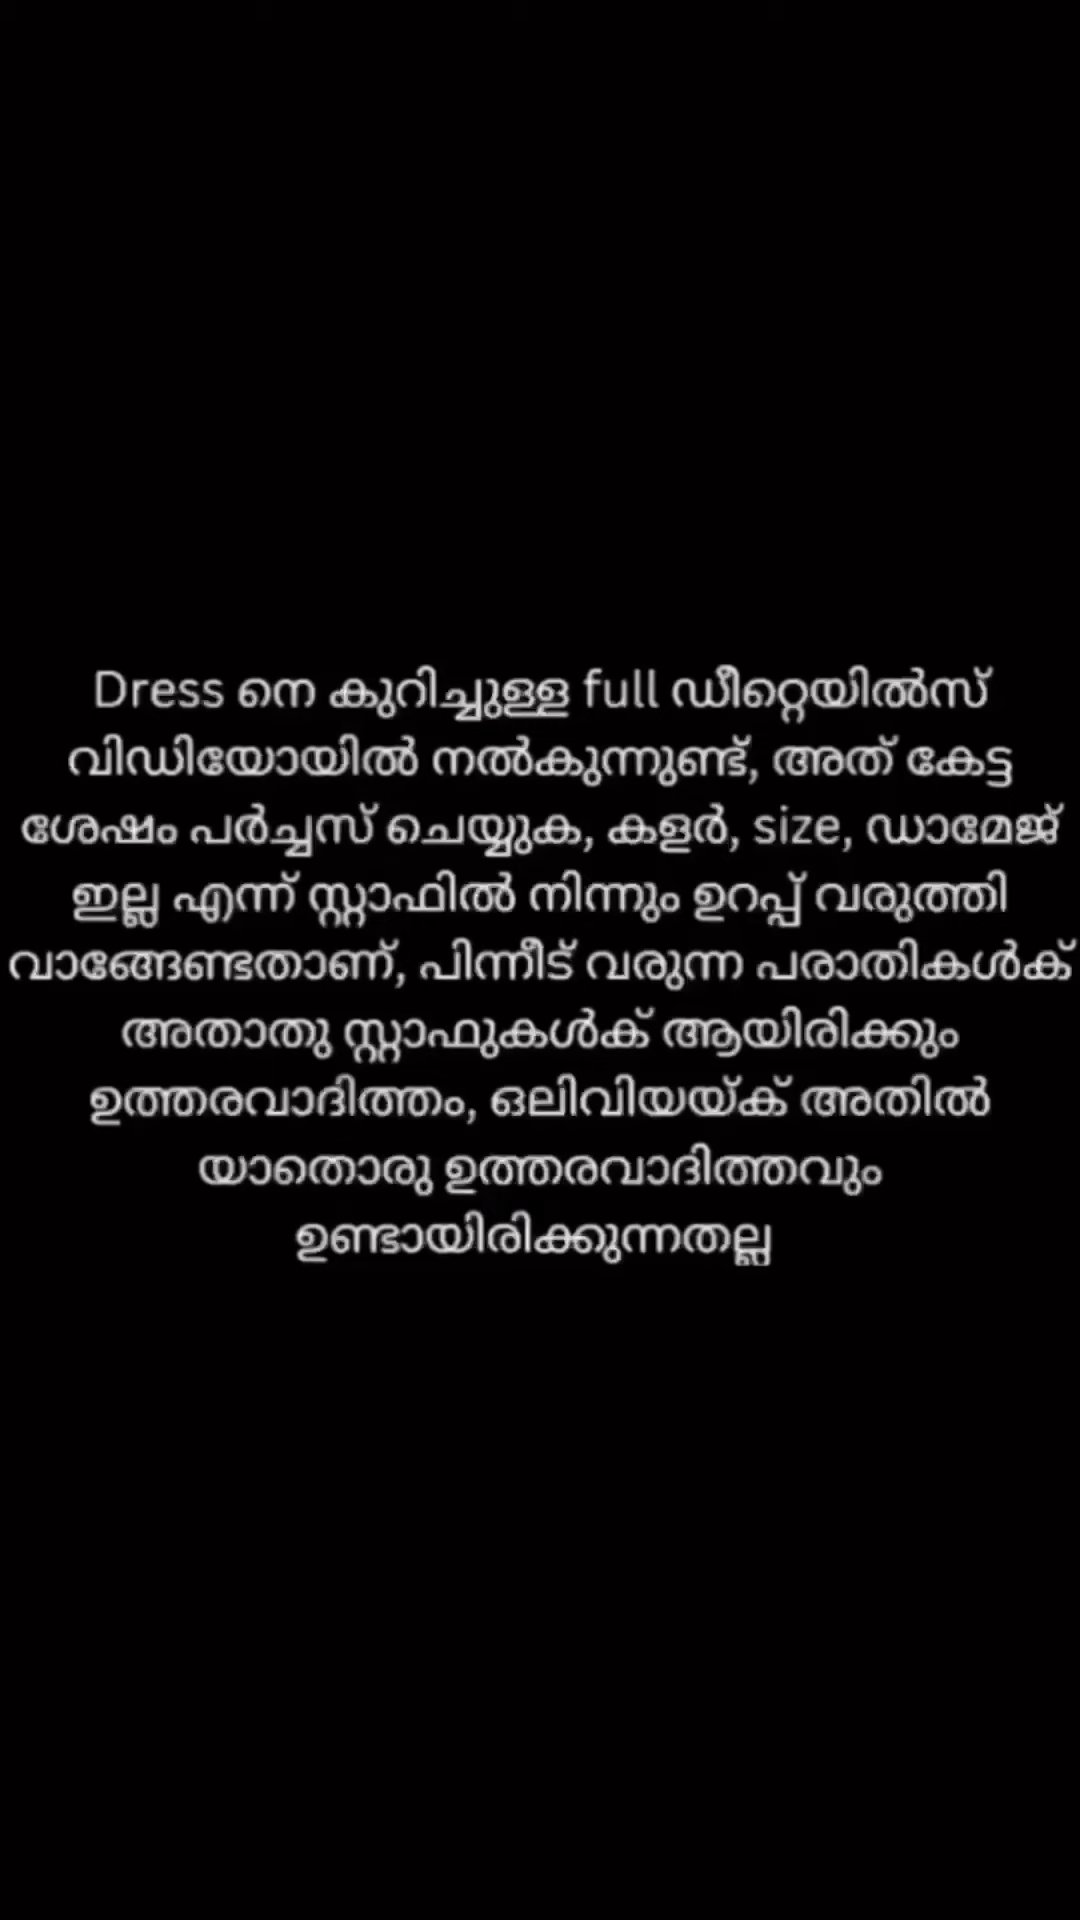 Dress നെ കുറിച്ചുള്ള full ഡീറ്റെയിൽസ്
വിഡിയോയിൽ നൽകുന്നുണ്ട്, അത് കേട്ട
ശേഷം പർച്ചസ് ചെയ്യുക, കളർ, size, ഡാമേജ്
ഇല്ല എന്ന് സ്റ്റാഫിൽ നിന്നും ഉറപ്പ് വരുത്തി
വാങ്ങേണ്ടതാണ്, പിന്നീട് വരുന്ന പരാതികൾക്
അതാതു സ്റ്റാഫുകൾക് ആയിരിക്കും
ഉത്തരവാദിത്തം, ഒലിവിയയ്ക് അതിൽ
യാതൊരു ഉത്തരവാദിത്തവും
ഉണ്ടായിരിക്കുന്നതല്ല